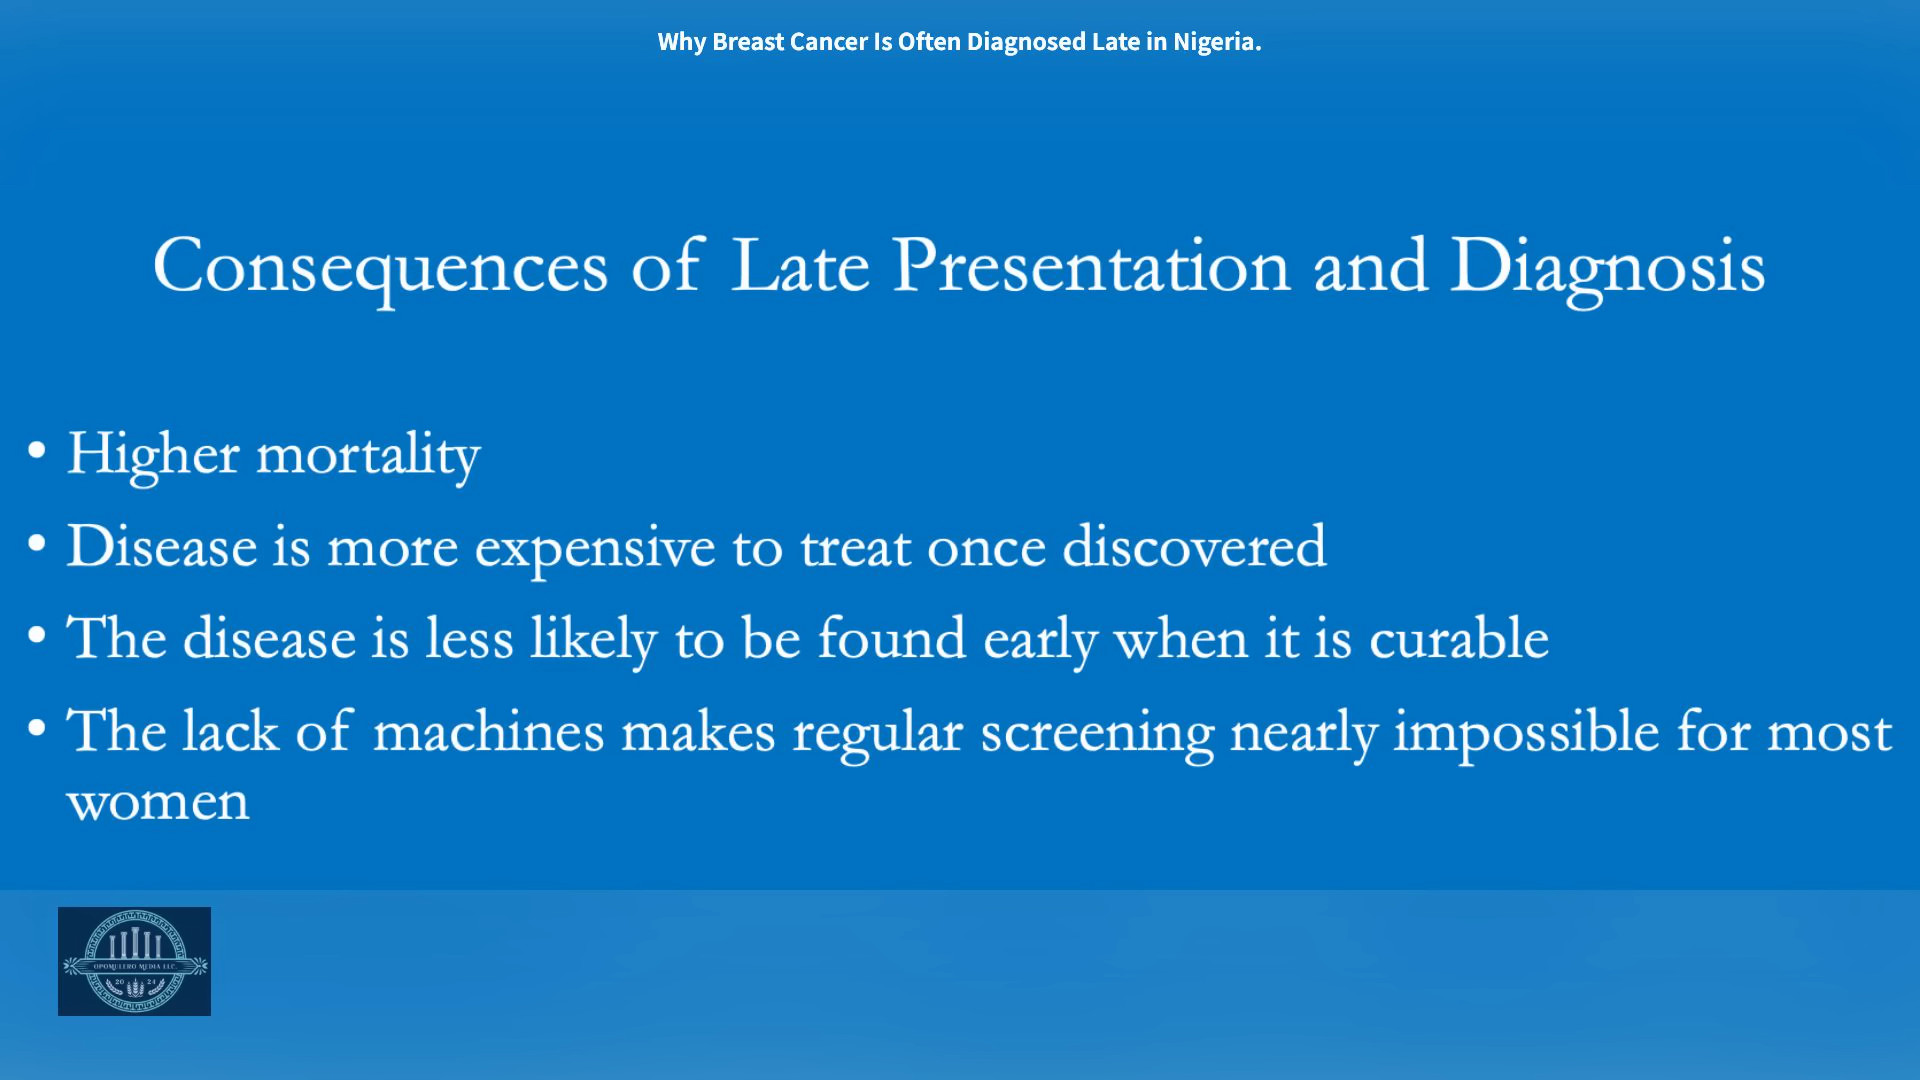 Why Breast Cancer Is Often Diagnosed Late in Nigeria.
Consequences of Late Presentation and Diagnosis
• Higher mortality
• Disease is more expensive to treat once discovered
• The disease is less likely to be found early when it is curable
• The lack of machines makes regular screening nearly impossible for most
women
OPOMULERO MEDIA LLC.
20 24